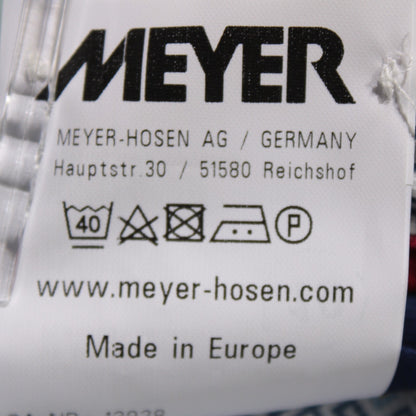 MEYER
MEYER-HOSEN AG / GERMANY
Hauptstr.30 / 51580 Reichshof
40 P
www.meyer-hosen.com
Made in Europe